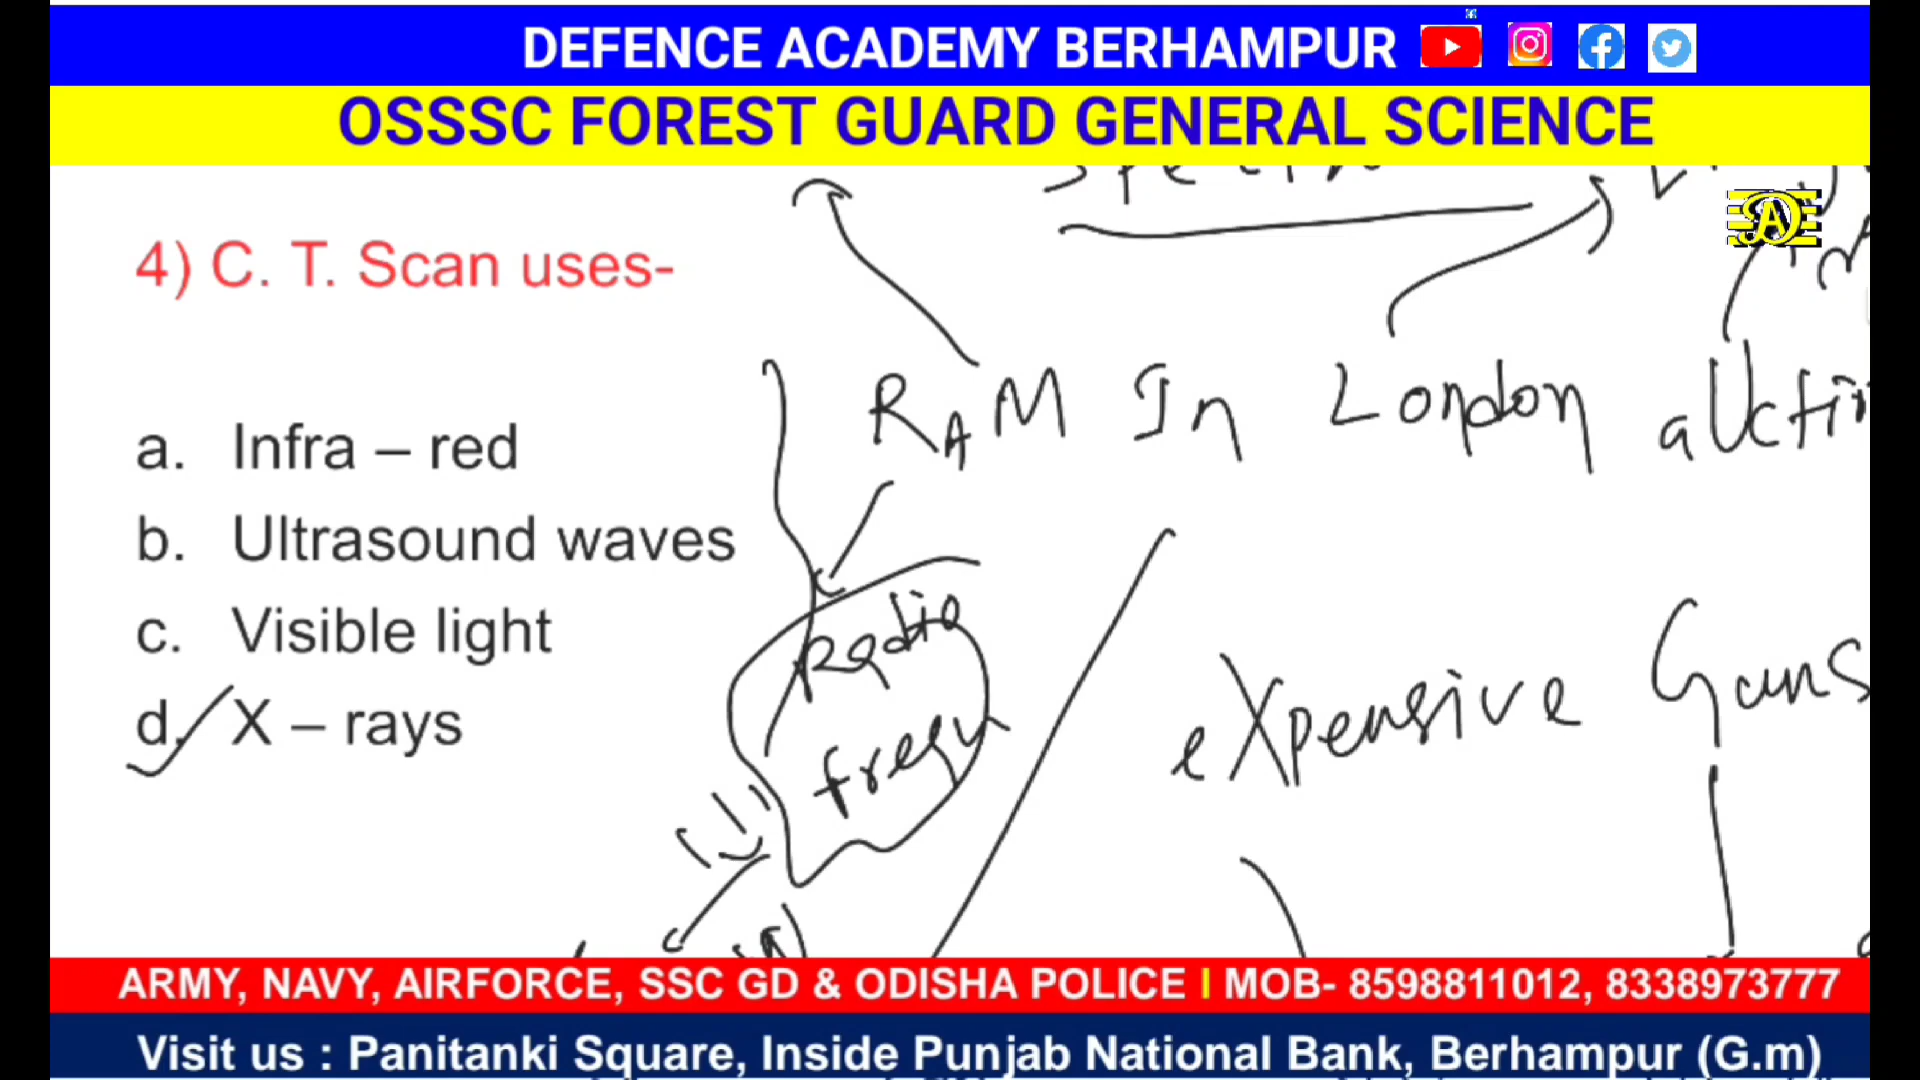 DEFENCE ACADEMY BERHAMPUR
OSSSC FOREST GUARD GENERAL SCIENCE
4) C. T. Scan uses-
RAM In London
a. Infra – red
b. Ultrasound waves
c. Visible light
d. X – rays
Radio
frequ
eXpensive Guns
ARMY, NAVY, AIRFORCE, SSC GD & ODISHA POLICE I MOB- 8598811012, 8338973777
Visit us : Panitanki Square, Inside Punjab National Bank, Berhampur (G.m)